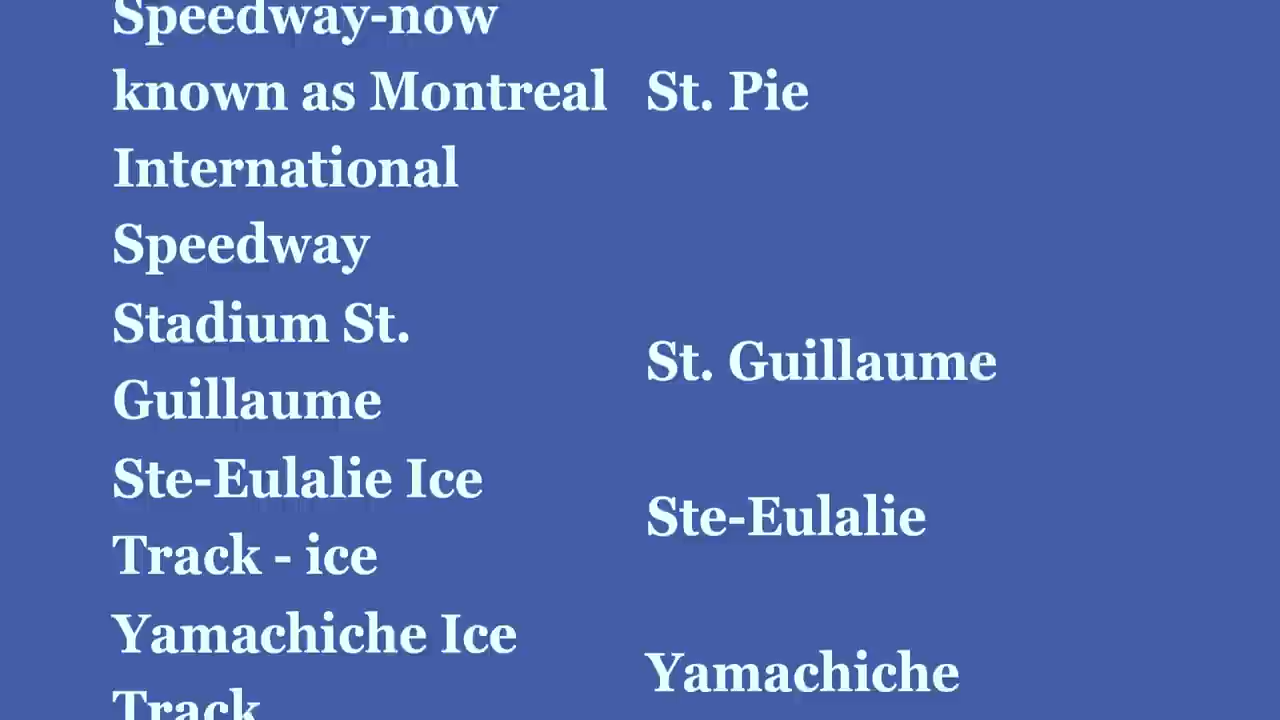 Speedway-now
known as Montreal
International
Speedway
St. Pie
Stadium St.
Guillaume
St. Guillaume
Ste-Eulalie Ice
Track - ice
Ste-Eulalie
Yamachiche Ice
Track
Yamachiche